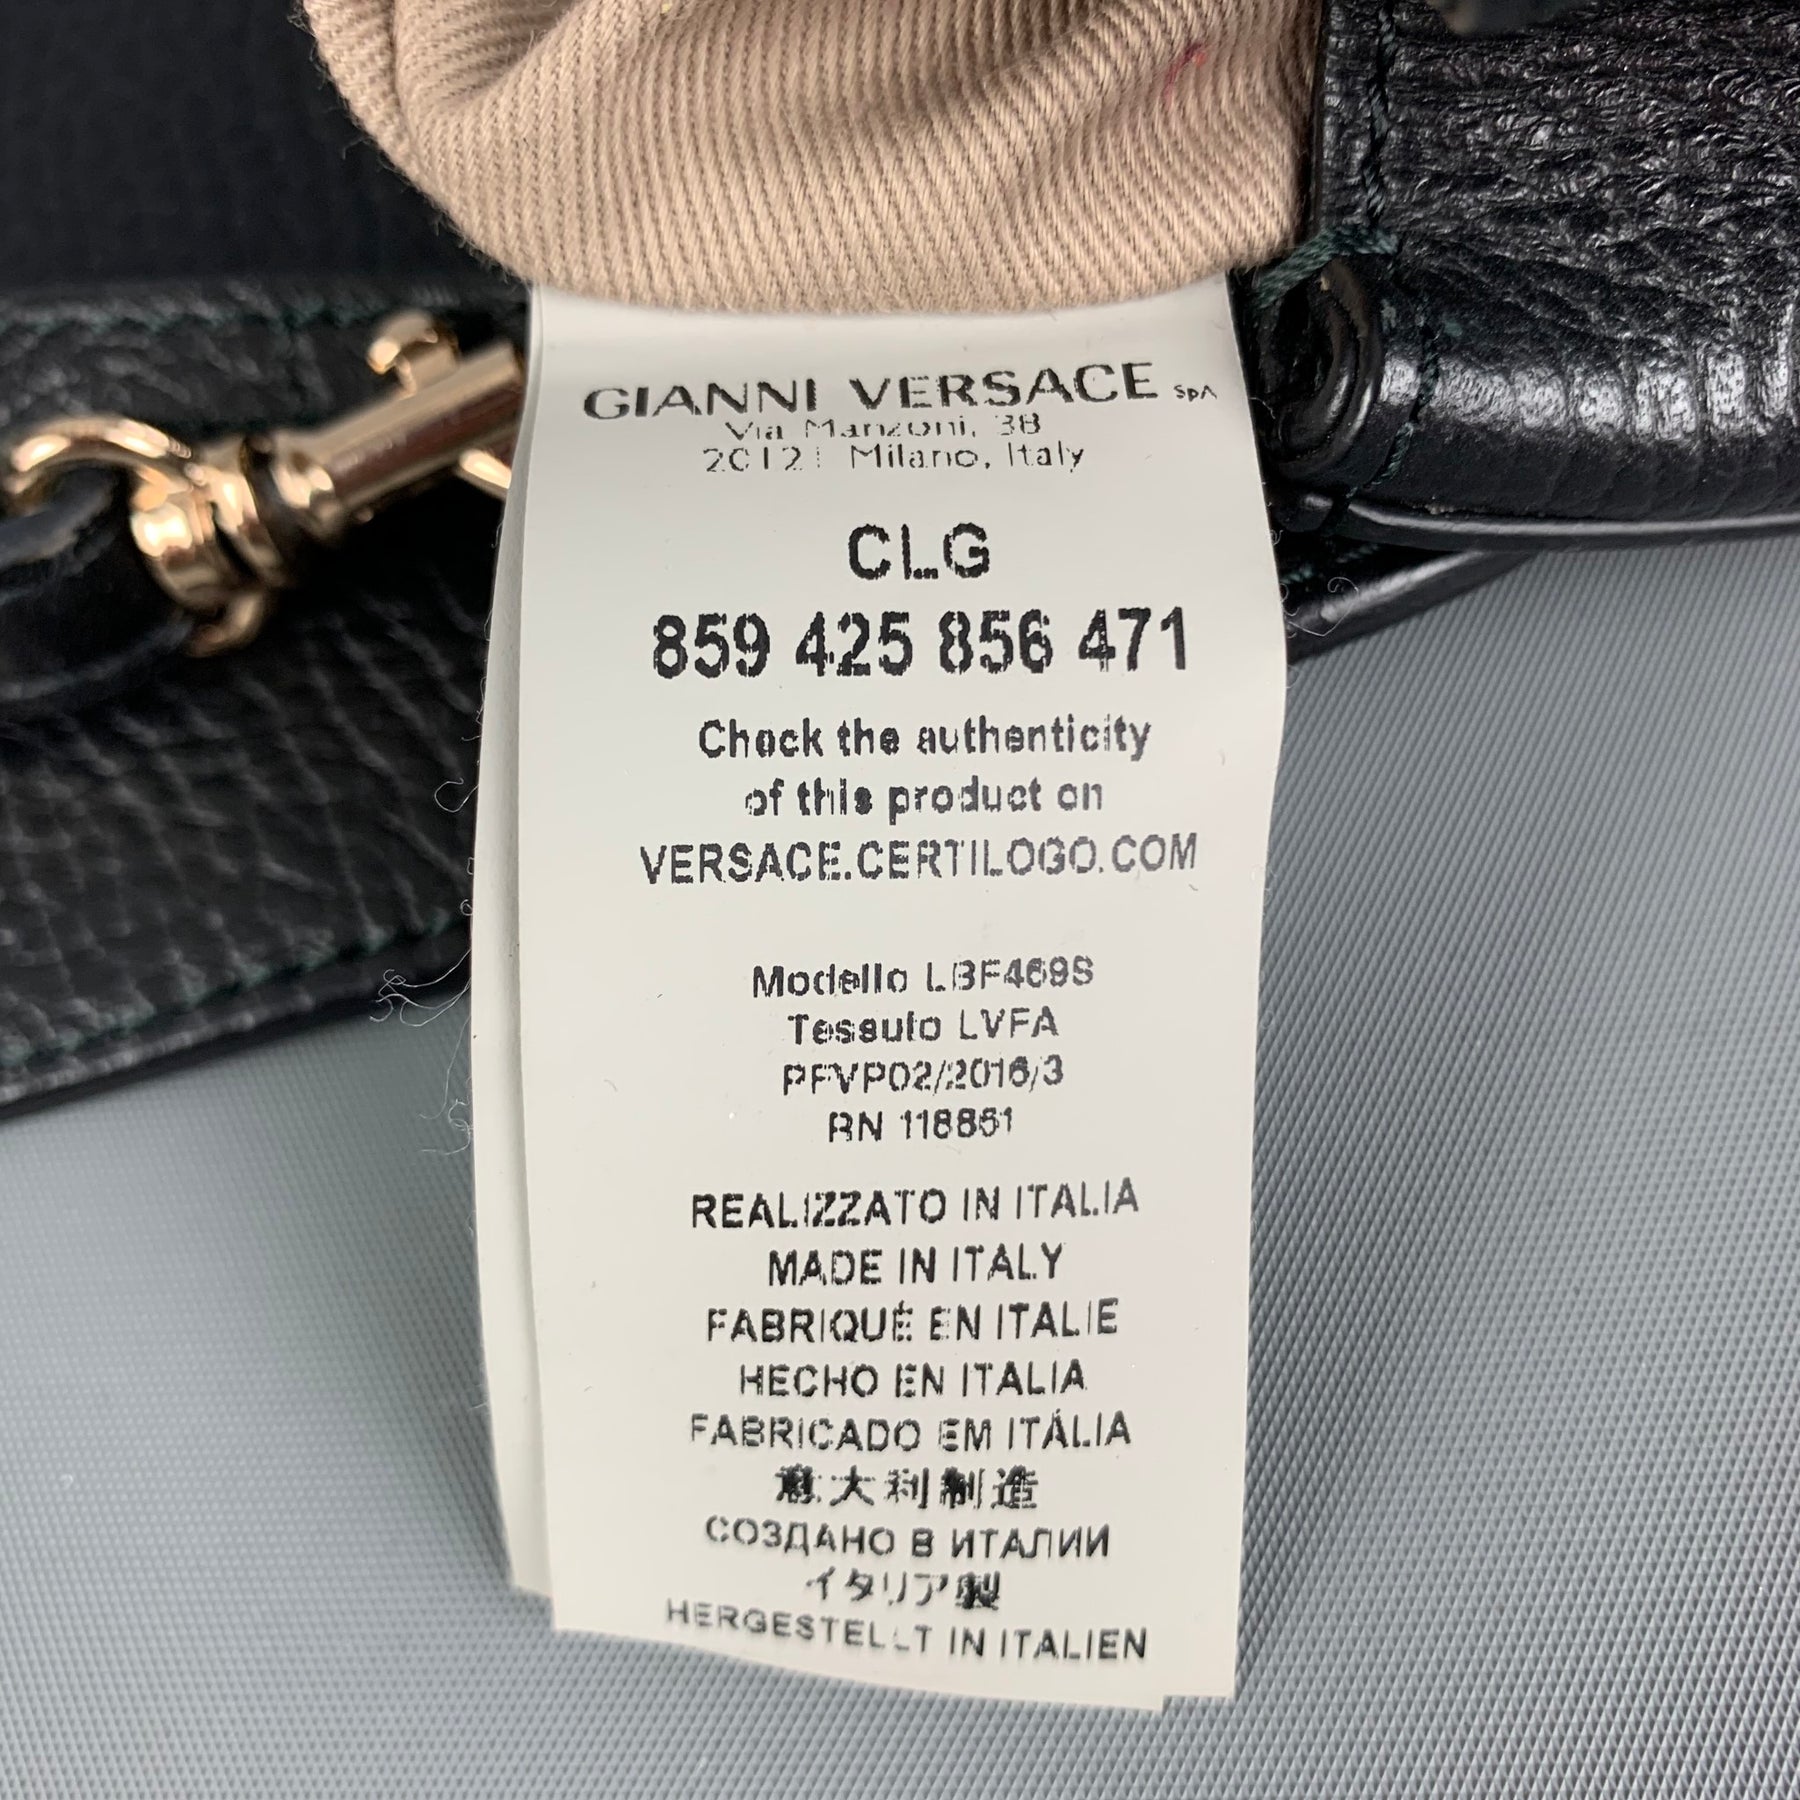 GIANNI VERSACE SpA
Via Manzoni, 38
20121 Milano, Italy
CLG
859 425 856 471
Check the authenticity
of this product on
VERSACE.CERTILOGO.COM
Modello LBF469S
Tessuto LVFA
PFVP02/2016/3
RN 118861
REALIZZATO IN ITALIA
MADE IN ITALY
FABRIQUÉ EN ITALIE
HECHO EN ITALIA
FABRICADO EM ITÁLIA
意大利制造
СОЗДАНО В ИТАЛИИ
イタリア製
HERGESTELLT IN ITALIEN